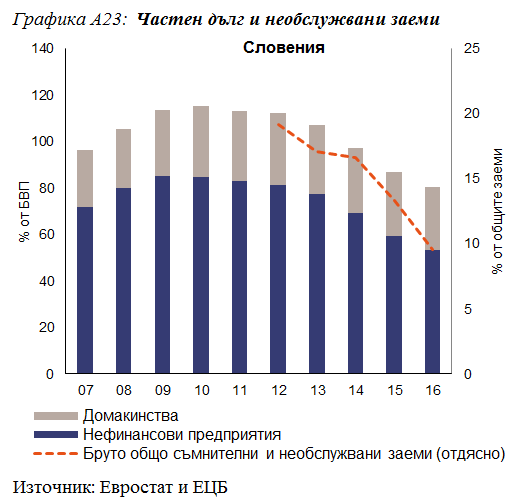 Графика A23: Частен дълг и необслужвани заеми
Словения
140
120
100
80
60
40
20
0
% от БВП
25
20
15
10
5
0
% от общите заеми
07 08 09 10 11 12 13 14 15 16
Домакинства
Нефинансови предприятия
Бруто общо съмнителни и необслужвани заеми (отдясно)
Източник: Евростат и ЕЦБ